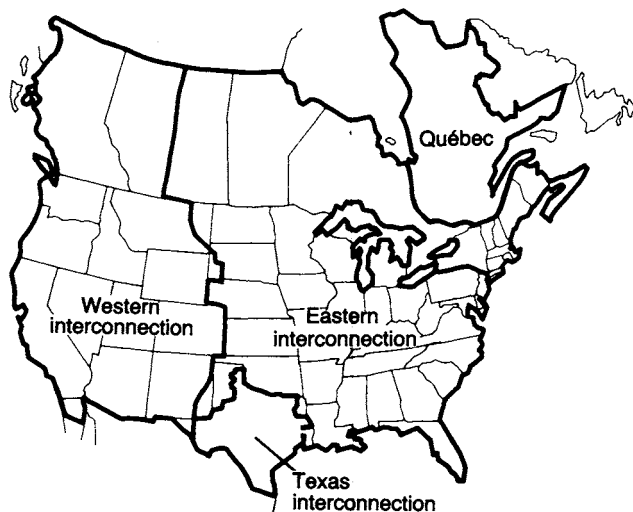 Québec
Western
interconnection
Eastern
interconnection
Texas
interconnection